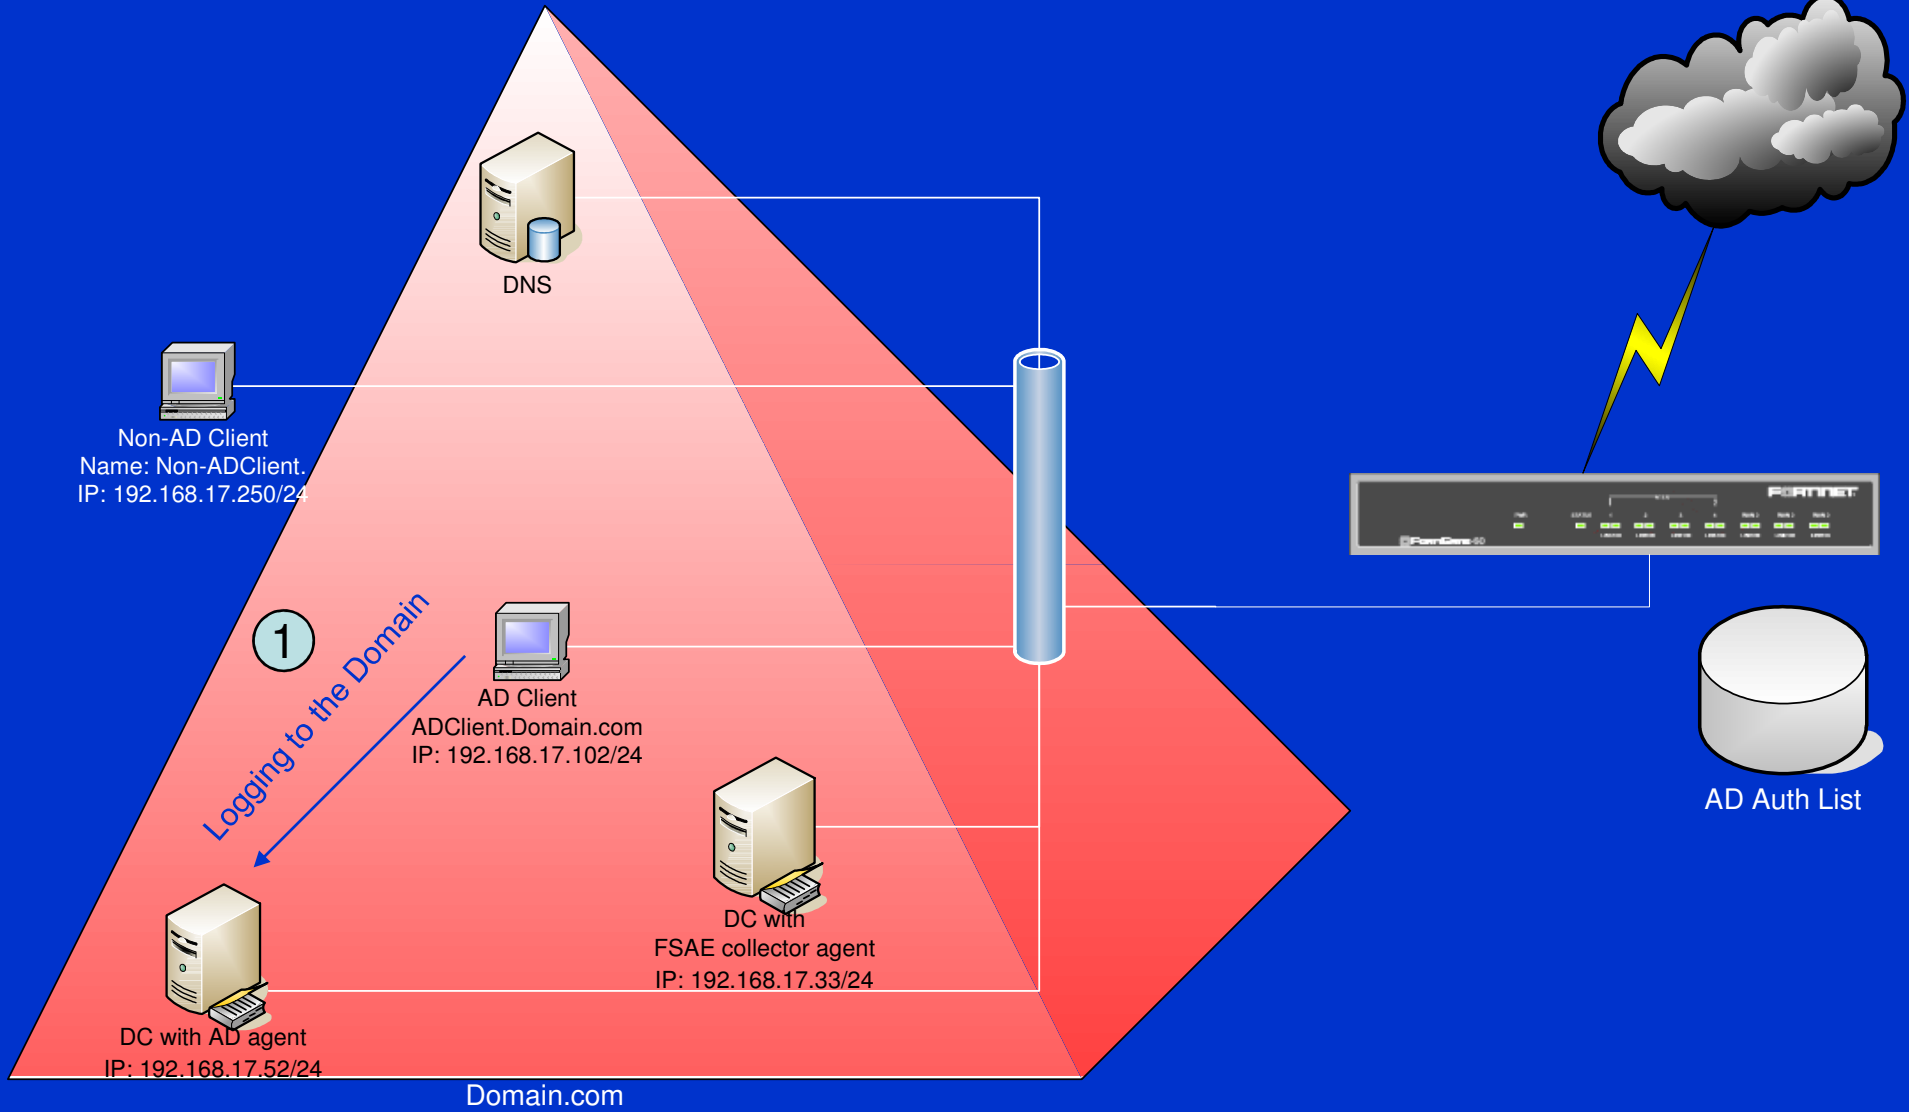 DNS
Non-AD Client
Name: Non-ADClient.
IP: 192.168.17.250/24
FORTINET
1
Logging to the Domain
AD Client
ADClient.Domain.com
IP: 192.168.17.102/24
AD Auth List
DC with
FSAE collector agent
IP: 192.168.17.33/24
DC with AD agent
IP: 192.168.17.52/24
Domain.com